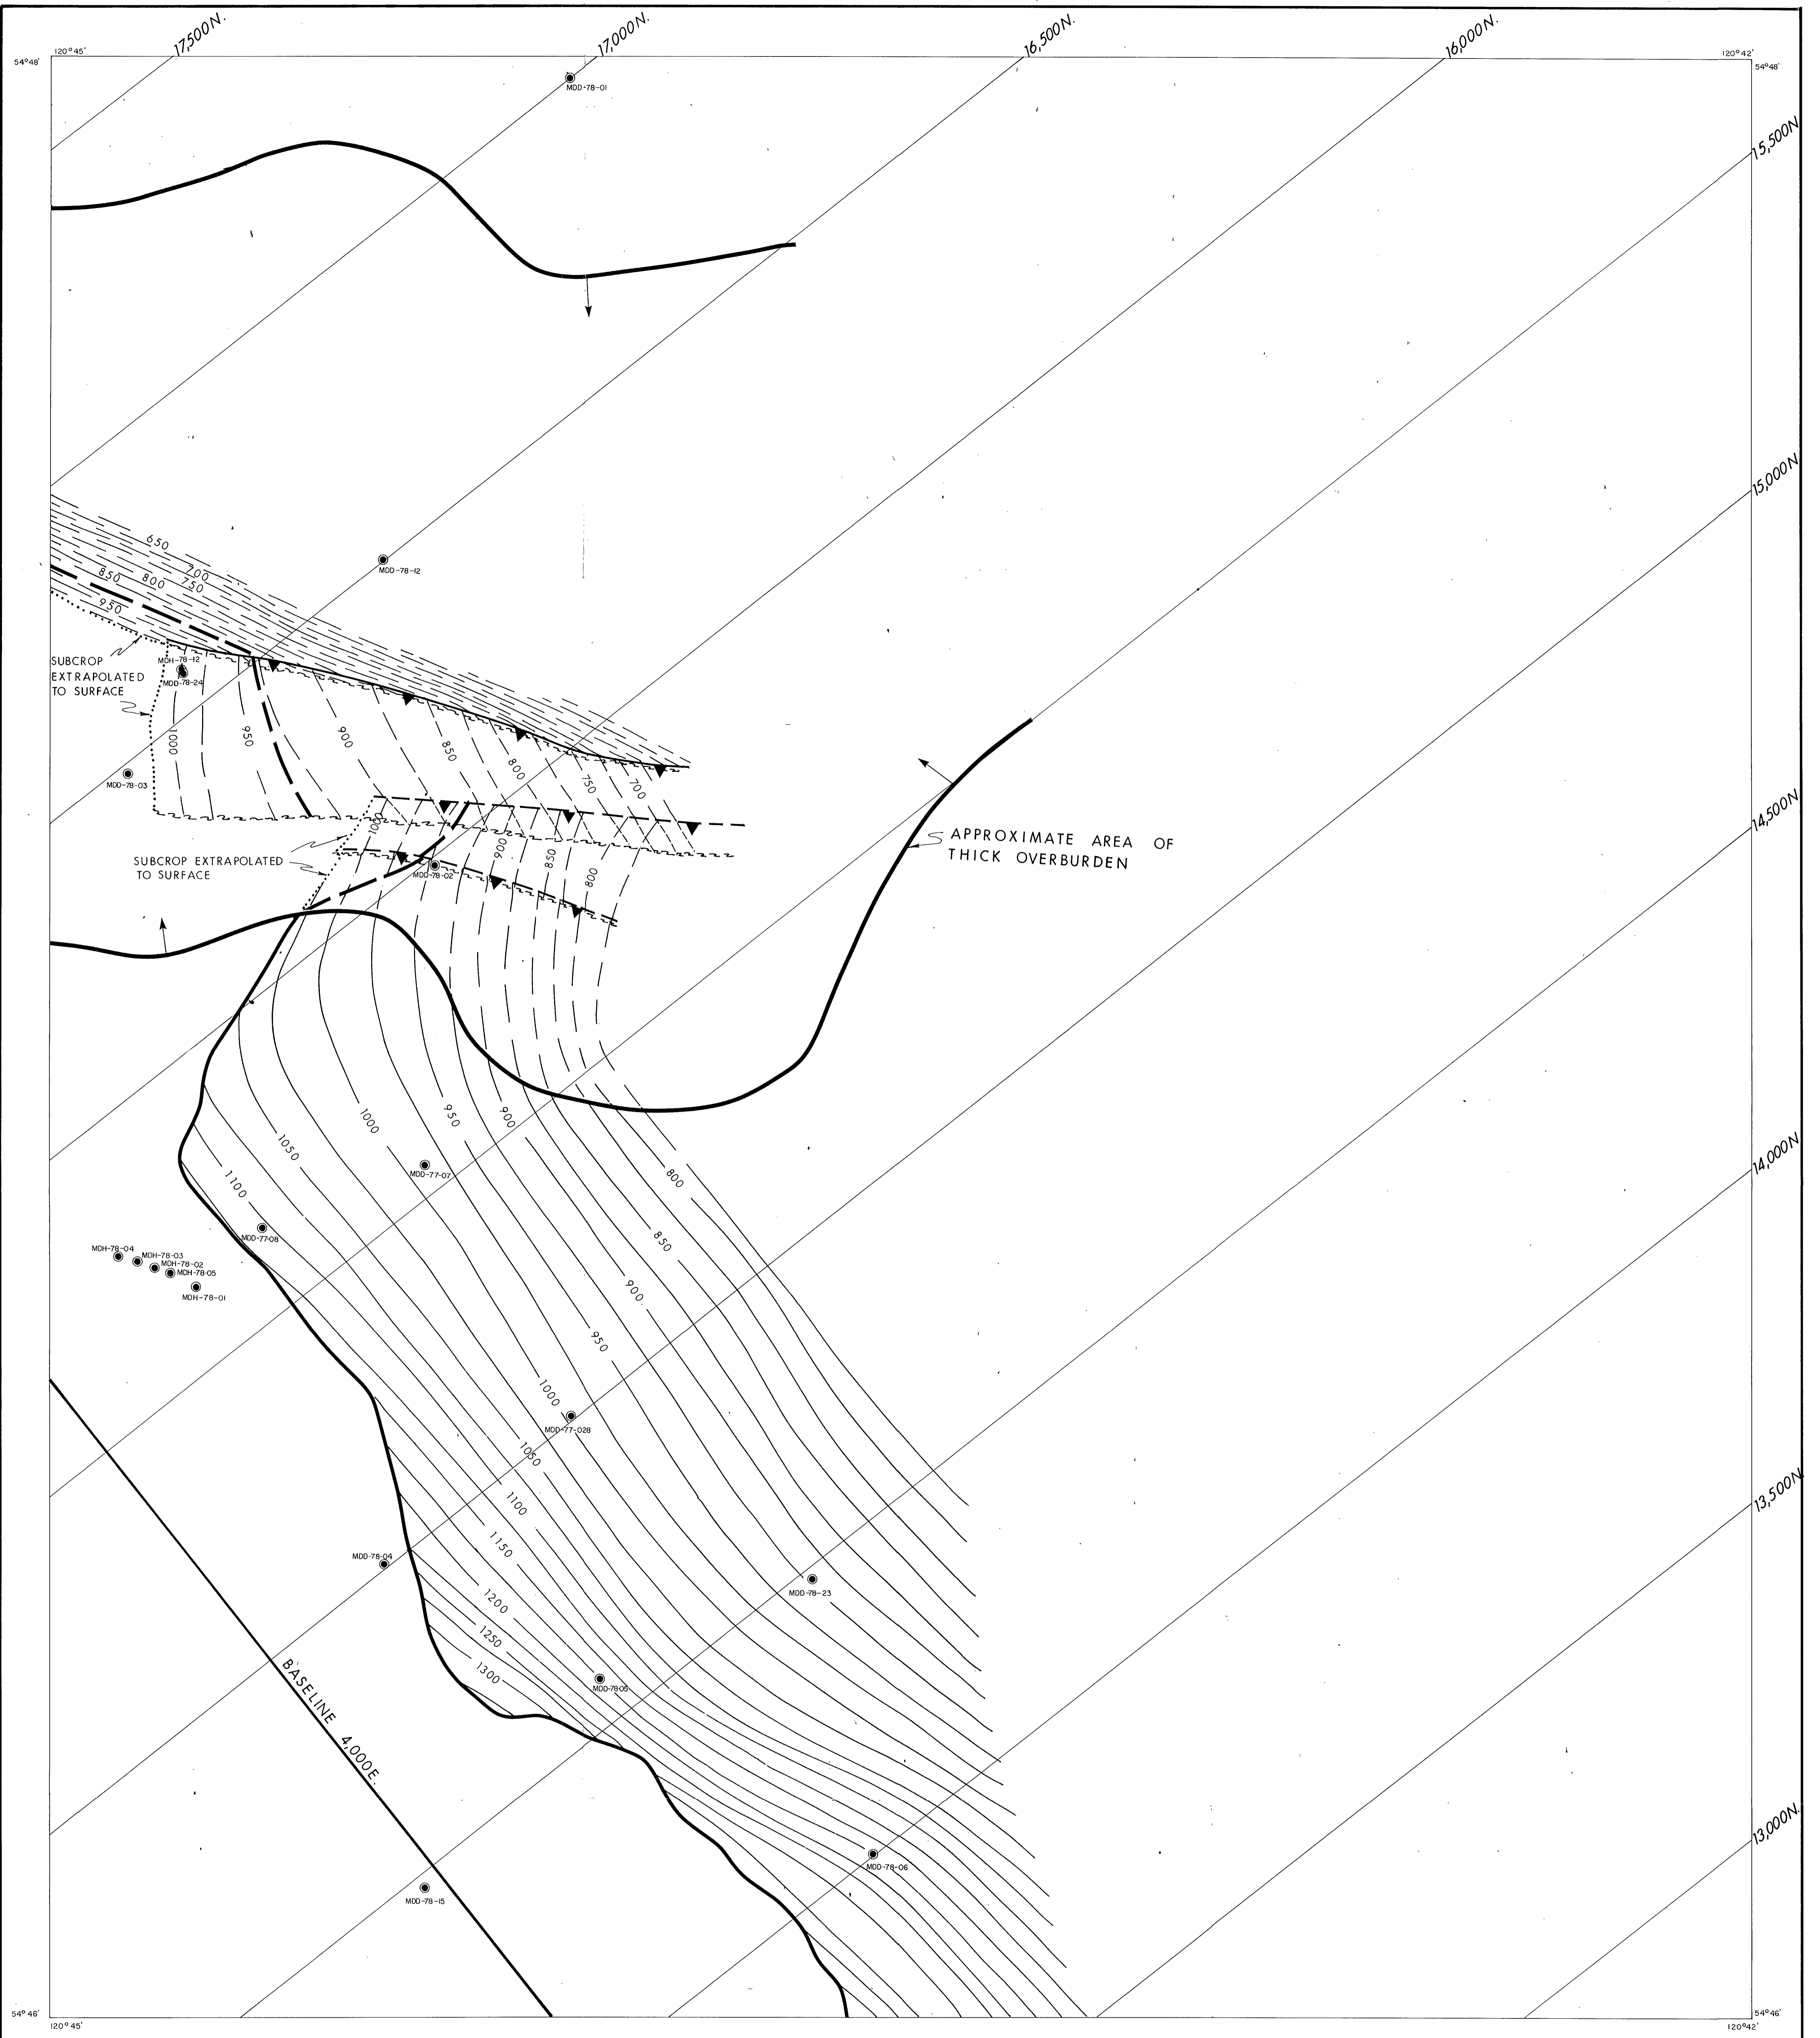 17,500N.
17,000N.
16,500N.
16,000N.
120°45'
120°42'
54°48'
54°48'
MDD-78-01
15,500N.
15,000N.
650
700
750
800
850
950
MDD-78-12
SUBCROP
EXTRAPOLATED
TO SURFACE
MDH-78-12
MDD-78-24
1000
950
900
850
800
750
700
MDD-78-03
14,500N.
1000
900
850
800
SUBCROP EXTRAPOLATED
TO SURFACE
MDD-78-02
APPROXIMATE AREA OF
THICK OVERBURDEN
14,000N.
1100
1050
1000
950
900
800
MDD-77-07
MDD-77-08
MDH-78-04
MDH-78-03
MDH-78-02
MDH-78-05
MDH-78-01
850
900
950
1000
MDD-77-028
1050
1100
1150
1200
1250
1300
13,500N.
MDD-78-04
MDD-78-23
MDD-78-05
BASELINE 4,000E.
13,000N.
MDD-78-06
MDD-78-15
54°46'
54°46'
120°45'
120°42'